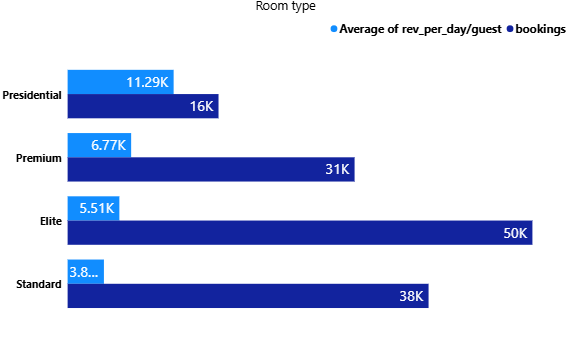 Room type
Average of rev_per_day/guest bookings
Presidential 11.29K
16K
Premium 6.77K
31K
Elite 5.51K
50K
Standard 3.8...
38K